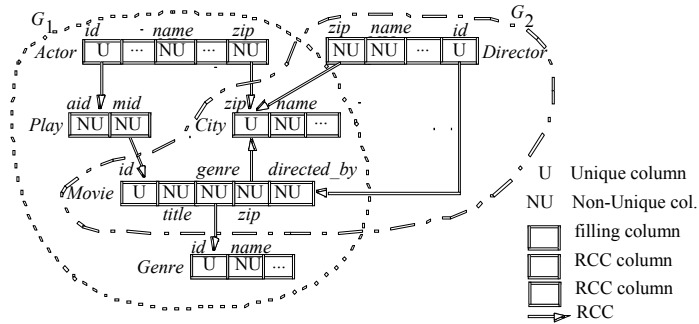 G1 G2
id name zip zip name id
Actor U ... NU ... NU NU NU ... U Director
aid mid zip name
Play NU NU City U NU ...
id genre directed_by
Movie U NU NU NU NU
title zip
id name
Genre U NU ...
U Unique column
NU Non-Unique col.
filling column
RCC column
RCC column
RCC